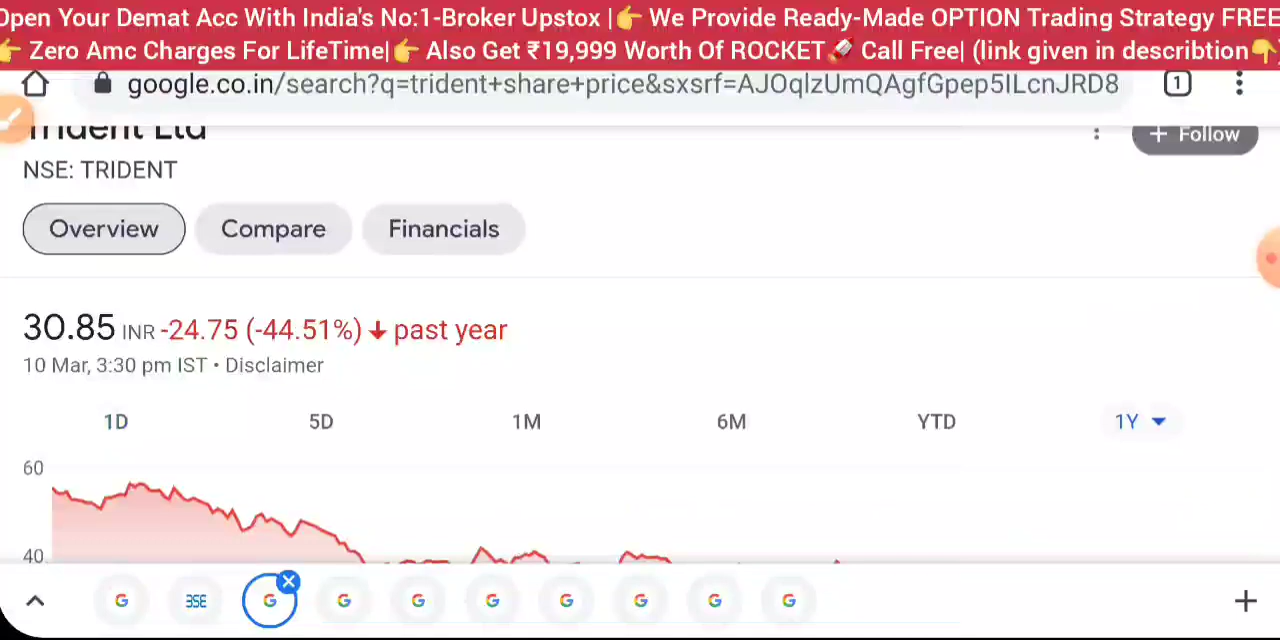 Open Your Demat Acc With India's No:1-Broker Upstox |👉 We Provide Ready-Made OPTION Trading Strategy FREE
👉 Zero Amc Charges For LifeTime|👉 Also Get ₹19,999 Worth Of ROCKET🚀 Call Free| (link given in describtion👇
google.co.in/search?q=trident+share+price&sxsrf=AJOqlzUmQAgfGpep5ILcnJRD8 1
Trident Ltd
+ Follow
NSE: TRIDENT
Overview Compare Financials
30.85 INR -24.75 (-44.51%) ↓ past year
10 Mar, 3:30 pm IST • Disclaimer
1D 5D 1M 6M YTD 1Y
60
40
G BSE G G G G G G G G